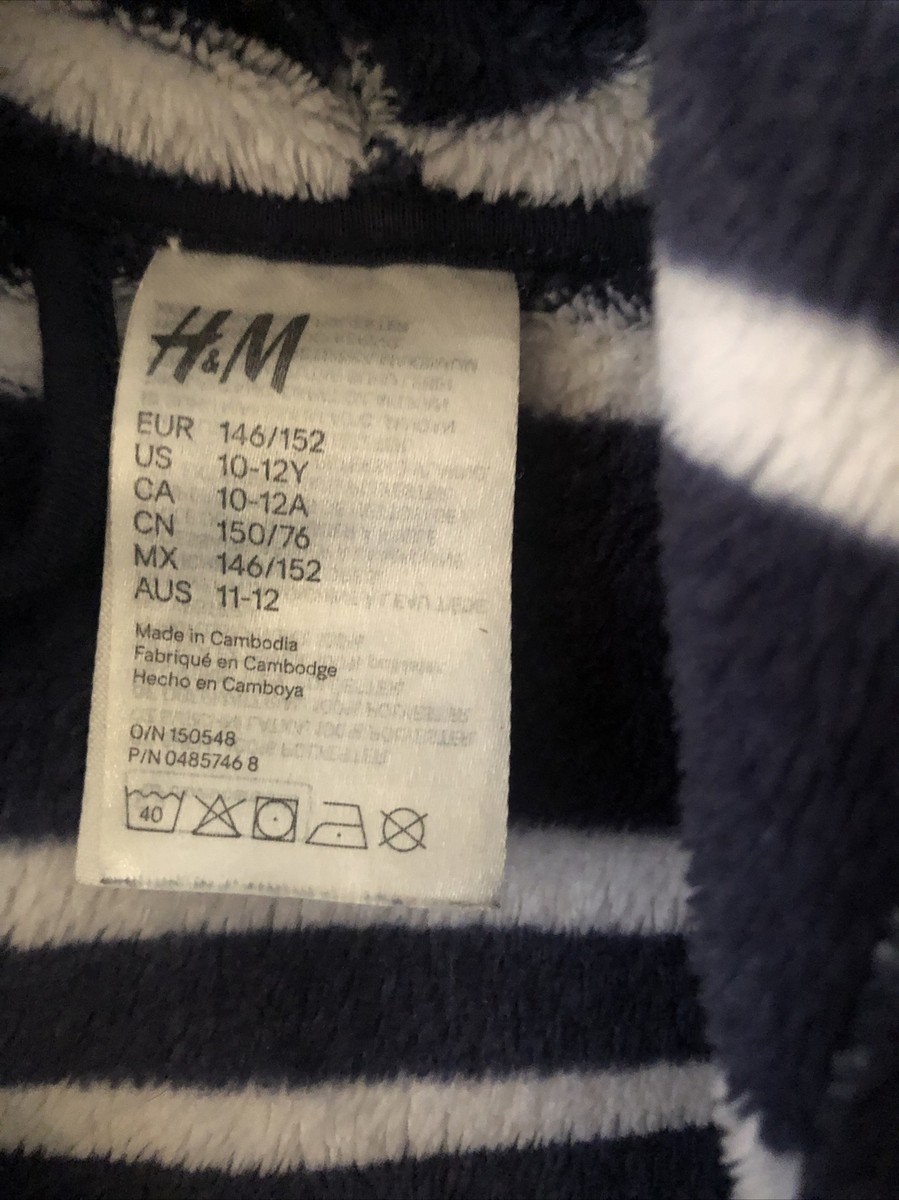 H&M
EUR 146/152
US 10-12Y
CA 10-12A
CN 150/76
MX 146/152
AUS 11-12
Made in Cambodia
Fabriqué en Cambodge
Hecho en Camboya
O/N 150548
P/N 0485746 8
40